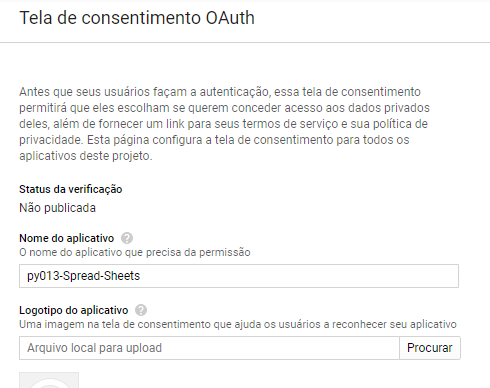 Tela de consentimento OAuth
Antes que seus usuários façam a autenticação, essa tela de consentimento
permitirá que eles escolham se querem conceder acesso aos dados privados
deles, além de fornecer um link para seus termos de serviço e sua política de
privacidade. Esta página configura a tela de consentimento para todos os
aplicativos deste projeto.
Status da verificação
Não publicada
Nome do aplicativo ?
O nome do aplicativo que precisa da permissão
py013-Spread-Sheets
Logotipo do aplicativo ?
Uma imagem na tela de consentimento que ajuda os usuários a reconhecer seu aplicativo
Arquivo local para upload Procurar